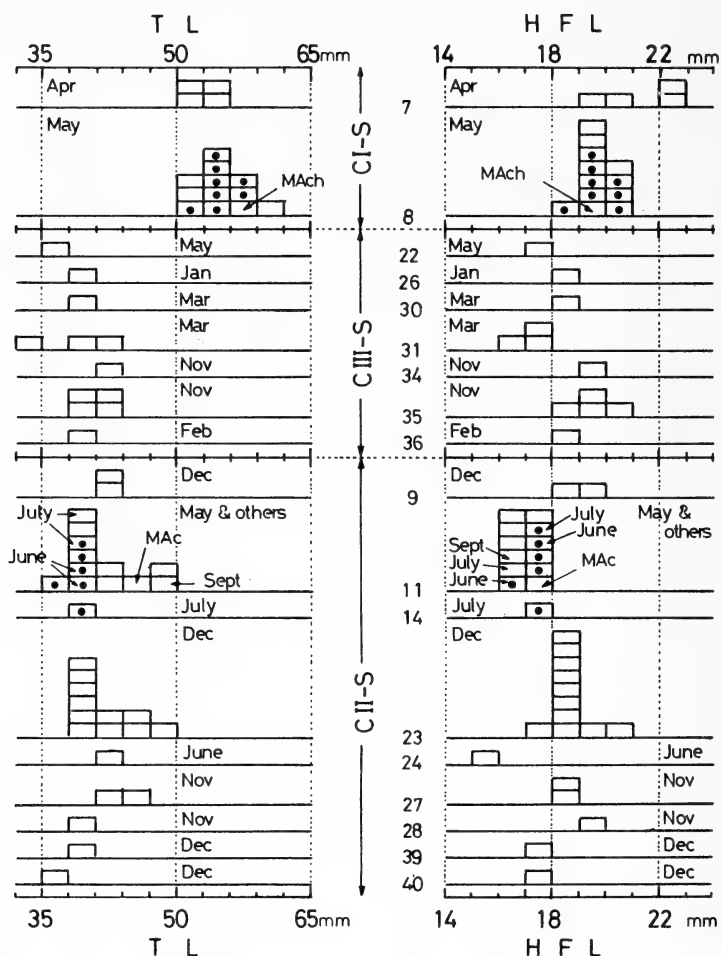 T L
H F L
35 50 65mm
14 18 22 mm
Apr
7
Apr
May
CI-S
May
MAch
MAch
8
May
22
May
Jan
26
Jan
Mar
30
Mar
Mar
31
Mar
CIII-S
Nov
34
Nov
Nov
35
Nov
Feb
36
Feb
Dec
9
Dec
July
May & others
July
May & others
MAc
June
June
Sept
Sept
July
June
MAc
11
July
14
July
Dec
Dec
CII-S
23
June
24
June
Nov
27
Nov
Nov
28
Nov
Dec
39
Dec
Dec
40
Dec
35 50 65mm
14 18 22 mm
T L
H F L